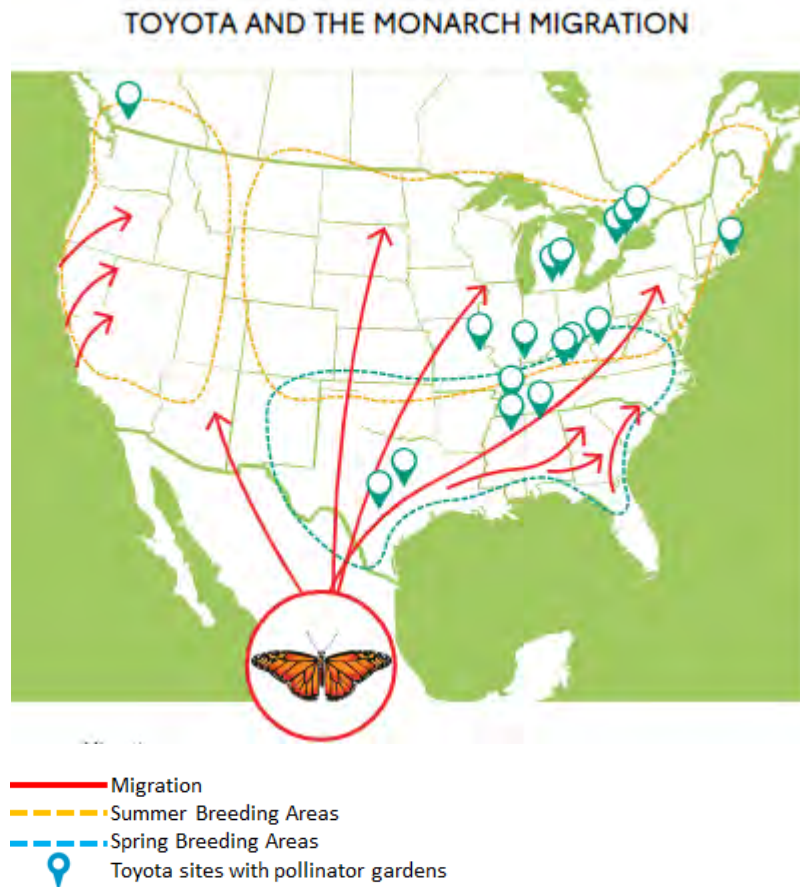 TOYOTA AND THE MONARCH MIGRATION
Migration
Summer Breeding Areas
Spring Breeding Areas
Toyota sites with pollinator gardens